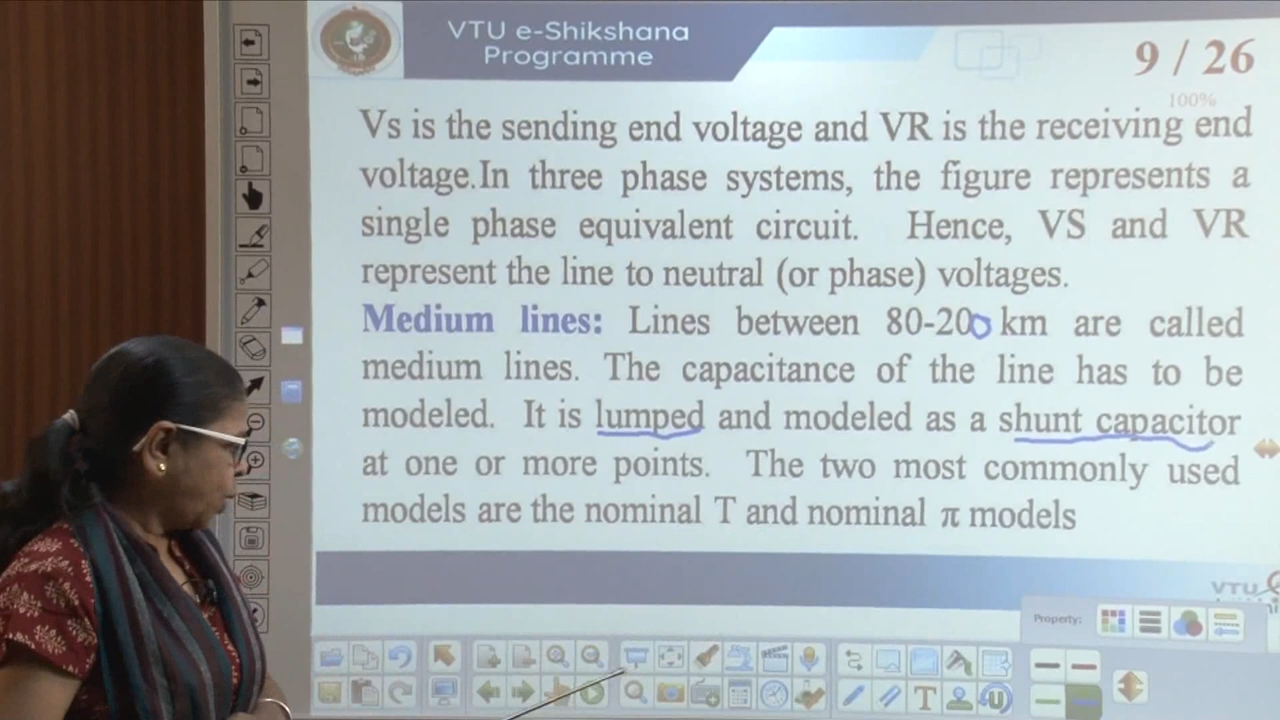 VTU e-Shikshana
Programme
9 / 26
100%
Vs is the sending end voltage and VR is the receiving end
voltage.In three phase systems, the figure represents a
single phase equivalent circuit. Hence, VS and VR
represent the line to neutral (or phase) voltages.
Medium lines: Lines between 80-200 km are called
medium lines. The capacitance of the line has to be
modeled. It is lumped and modeled as a shunt capacitor
at one or more points. The two most commonly used
models are the nominal T and nominal π models
VTU
Property: